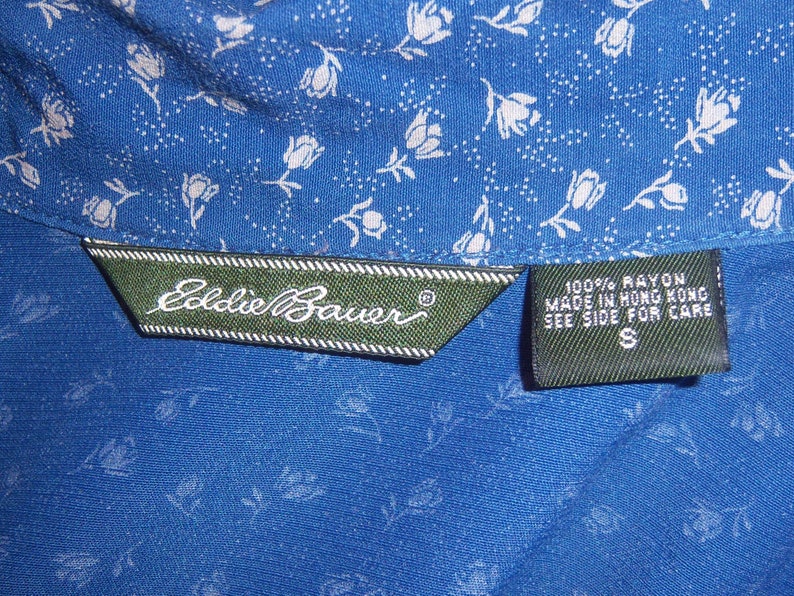 Eddie Bauer®
100% RAYON
MADE IN HONG KONG
SEE SIDE FOR CARE
S